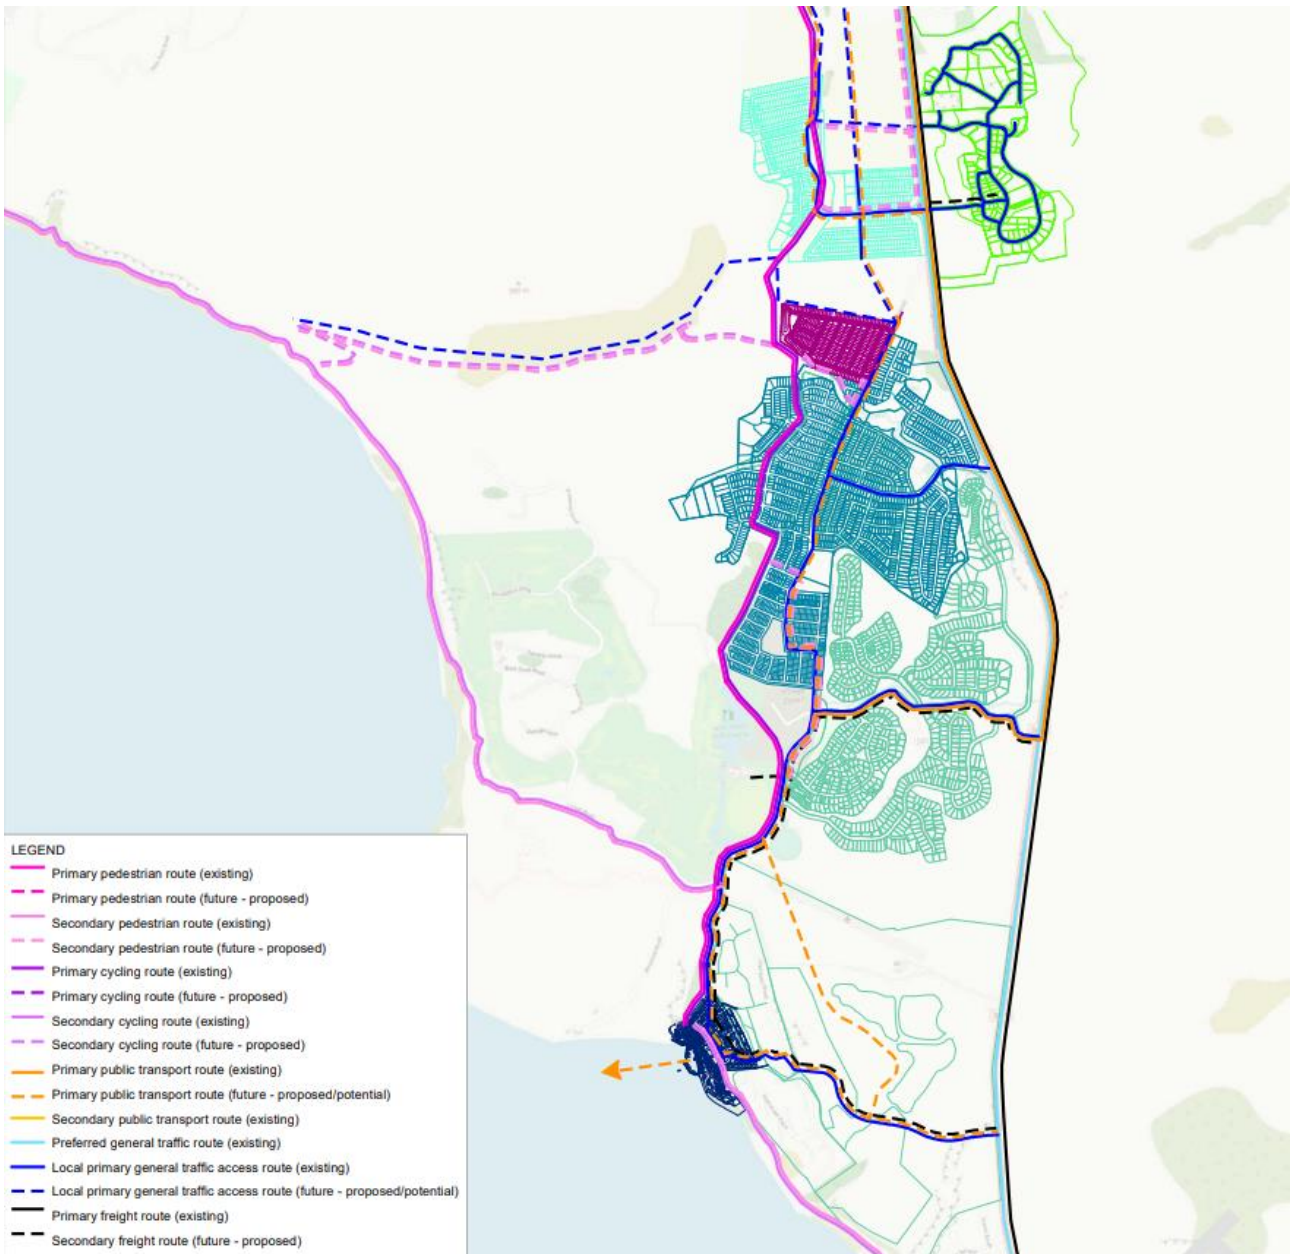 LEGEND
Primary pedestrian route (existing)
Primary pedestrian route (future - proposed)
Secondary pedestrian route (existing)
Secondary pedestrian route (future - proposed)
Primary cycling route (existing)
Primary cycling route (future - proposed)
Secondary cycling route (existing)
Secondary cycling route (future - proposed)
Primary public transport route (existing)
Primary public transport route (future - proposed/potential)
Secondary public transport route (existing)
Preferred general traffic route (existing)
Local primary general traffic access route (existing)
Local primary general traffic access route (future - proposed/potential)
Primary freight route (existing)
Secondary freight route (future - proposed)